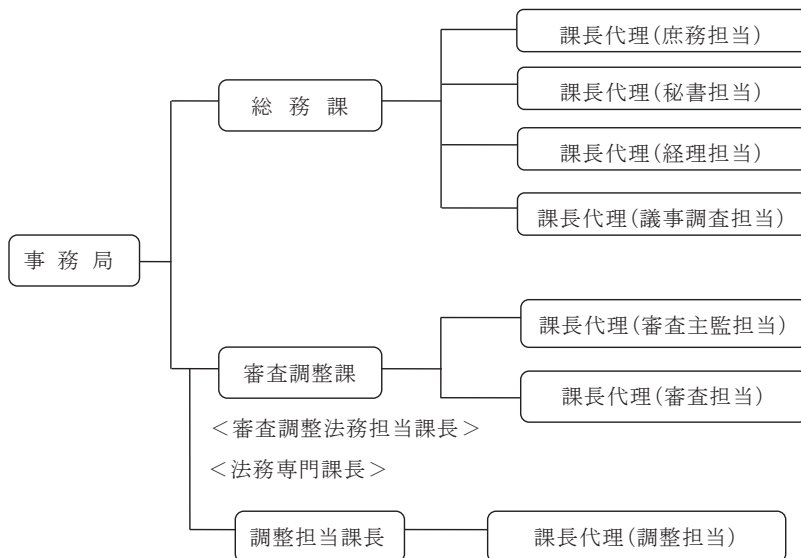 課長代理(庶務担当)
総 務 課
課長代理(秘書担当)
課長代理(経理担当)
課長代理(議事調査担当)
事 務 局
審査調整課
課長代理(審査主監担当)
課長代理(審査担当)
＜審査調整法務担当課長＞
＜法務専門課長＞
調整担当課長
課長代理(調整担当)